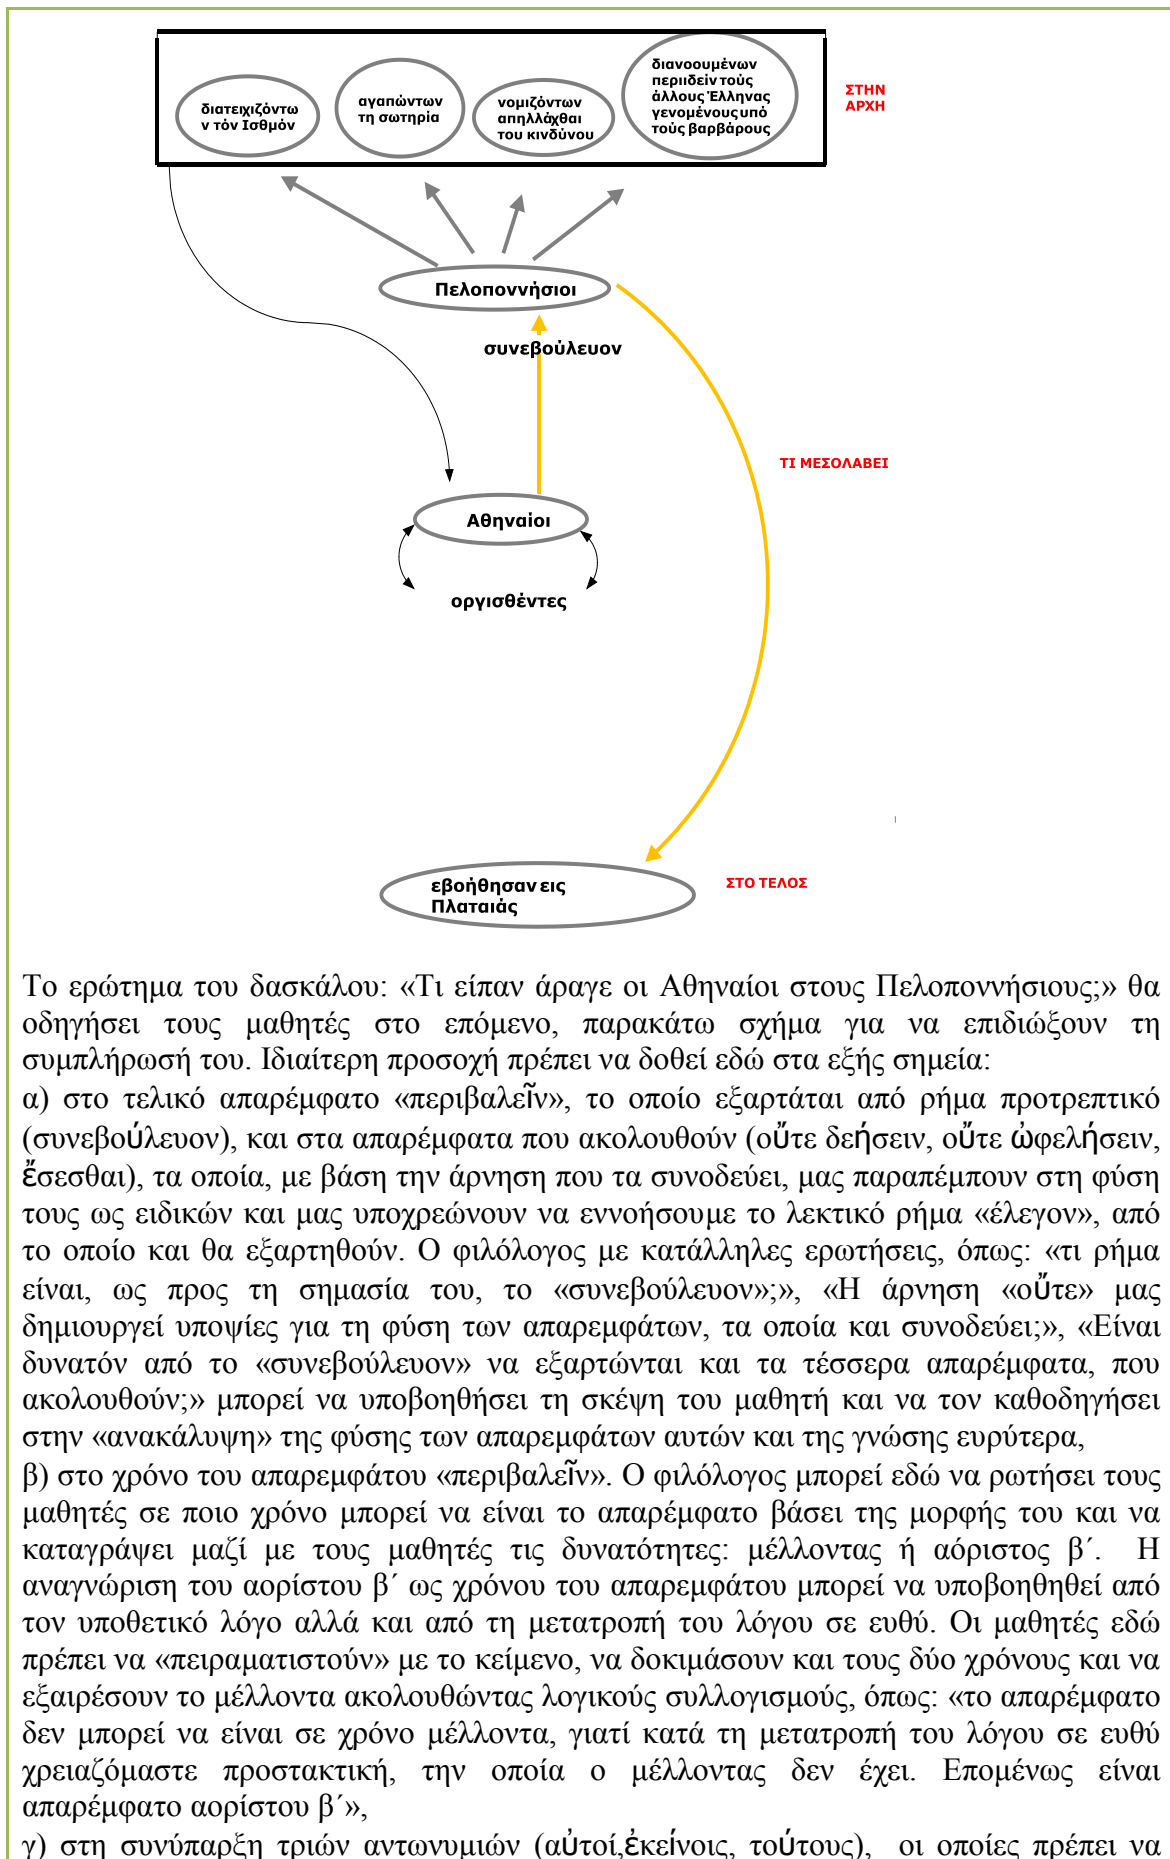 διατειχιζόντω
ν τόν Ισθμόν
αγαπώντων
τη σωτηρία
νομιζόντων
απηλλάχθαι
του κινδύνου
διανοουμένων
περιιδείν τούς
άλλους Έλληνας
γενομένους υπό
τούς βαρβάρους
ΣΤΗΝ
ΑΡΧΗ
Πελοποννήσιοι
συνεβούλευον
ΤΙ ΜΕΣΟΛΑΒΕΙ
Αθηναίοι
οργισθέντες
εβοήθησαν εις
Πλαταιάς
ΣΤΟ ΤΕΛΟΣ
Το ερώτημα του δασκάλου: «Τι είπαν άραγε οι Αθηναίοι στους Πελοποννήσιους;» θα
οδηγήσει τους μαθητές στο επόμενο, παρακάτω σχήμα για να επιδιώξουν τη
συμπλήρωσή του. Ιδιαίτερη προσοχή πρέπει να δοθεί εδώ στα εξής σημεία:
α) στο τελικό απαρέμφατο «περιβαλεῖν», το οποίο εξαρτάται από ρήμα προτρεπτικό
(συνεβούλευον), και στα απαρέμφατα που ακολουθούν (οὔτε δεήσειν, οὔτε ὠφελήσειν,
ἔσεσθαι), τα οποία, με βάση την άρνηση που τα συνοδεύει, μας παραπέμπουν στη φύση
τους ως ειδικών και μας υποχρεώνουν να εννοήσουμε το λεκτικό ρήμα «έλεγον», από
το οποίο και θα εξαρτηθούν. Ο φιλόλογος με κατάλληλες ερωτήσεις, όπως: «τι ρήμα
είναι, ως προς τη σημασία του, το «συνεβούλευον»;», «Η άρνηση «οὔτε» μας
δημιουργεί υποψίες για τη φύση των απαρεμφάτων, τα οποία και συνοδεύει;», «Είναι
δυνατόν από το «συνεβούλευον» να εξαρτώνται και τα τέσσερα απαρέμφατα, που
ακολουθούν;» μπορεί να υποβοηθήσει τη σκέψη του μαθητή και να τον καθοδηγήσει
στην «ανακάλυψη» της φύσης των απαρεμφάτων αυτών και της γνώσης ευρύτερα,
β) στο χρόνο του απαρεμφάτου «περιβαλεῖν». Ο φιλόλογος μπορεί εδώ να ρωτήσει τους
μαθητές σε ποιο χρόνο μπορεί να είναι το απαρέμφατο βάσει της μορφής του και να
καταγράψει μαζί με τους μαθητές τις δυνατότητες: μέλλοντας ή αόριστος β΄. Η
αναγνώριση του αορίστου β΄ ως χρόνου του απαρεμφάτου μπορεί να υποβοηθηθεί από
τον υποθετικό λόγο αλλά και από τη μετατροπή του λόγου σε ευθύ. Οι μαθητές εδώ
πρέπει να «πειραματιστούν» με το κείμενο, να δοκιμάσουν και τους δύο χρόνους και να
εξαιρέσουν το μέλλοντα ακολουθώντας λογικούς συλλογισμούς, όπως: «το απαρέμφατο
δεν μπορεί να είναι σε χρόνο μέλλοντα, γιατί κατά τη μετατροπή του λόγου σε ευθύ
χρειαζόμαστε προστακτική, την οποία ο μέλλοντας δεν έχει. Επομένως είναι
απαρέμφατο αορίστου β΄»,
γ) στη συνύπαρξη τριών αντωνυμιών (αὐτοί,ἐκείνοις, τούτους), οι οποίες πρέπει να